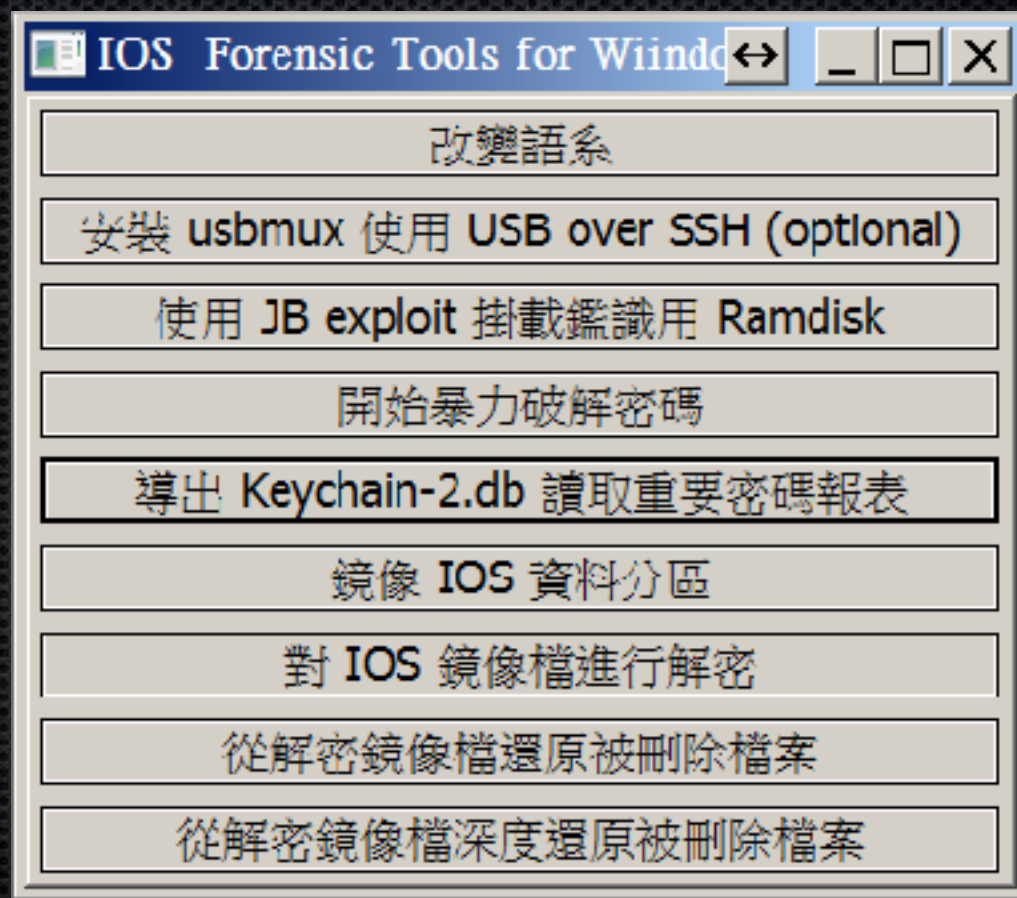 IOS Forensic Tools for Wiindo
改變語系
安裝 usbmux 使用 USB over SSH (optional)
使用 JB exploit 掛載鑑識用 Ramdisk
開始暴力破解密碼
導出 Keychain-2.db 讀取重要密碼報表
鏡像 IOS 資料分區
對 IOS 鏡像檔進行解密
從解密鏡像檔還原被刪除檔案
從解密鏡像檔深度還原被刪除檔案